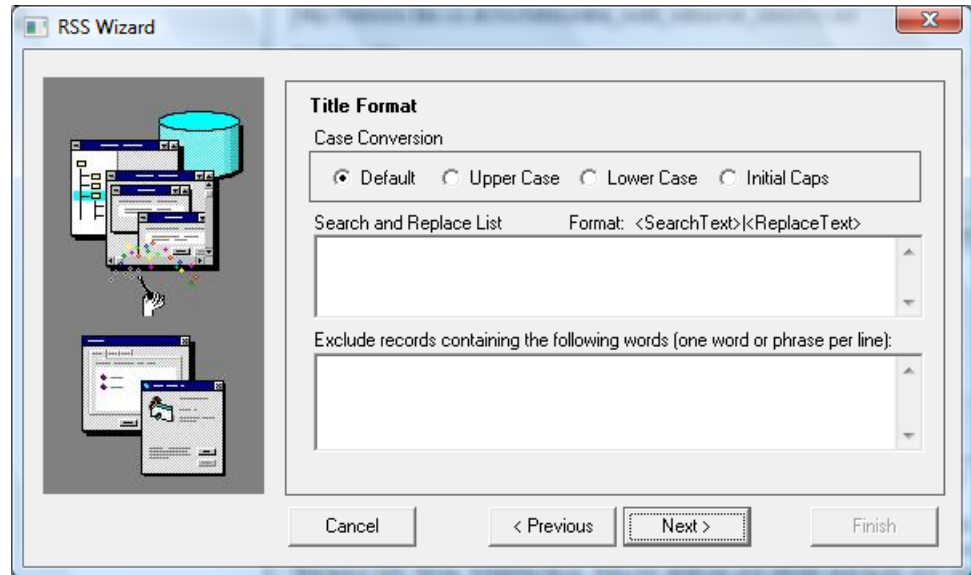 RSS Wizard
Title Format
Case Conversion
Default Upper Case Lower Case Initial Caps
Search and Replace List Format: <SearchText>|<ReplaceText>
Exclude records containing the following words (one word or phrase per line):
Cancel < Previous Next > Finish